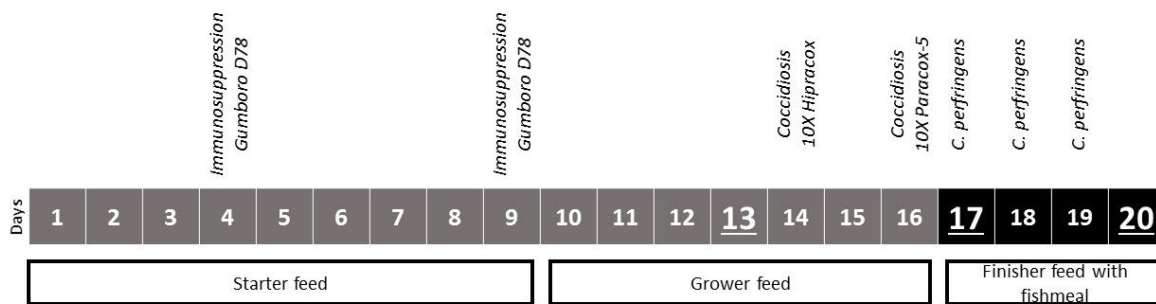 Immunosuppression
Gumboro D78
Immunosuppression
Gumboro D78
Coccidiosis
10X Hipracox
Coccidiosis
10X Paracox-5
C. perfringens
C. perfringens
C. perfringens
Days 1 2 3 4 5 6 7 8 9 10 11 12 13 14 15 16 17 18 19 20
Starter feed
Grower feed
Finisher feed with
fishmeal